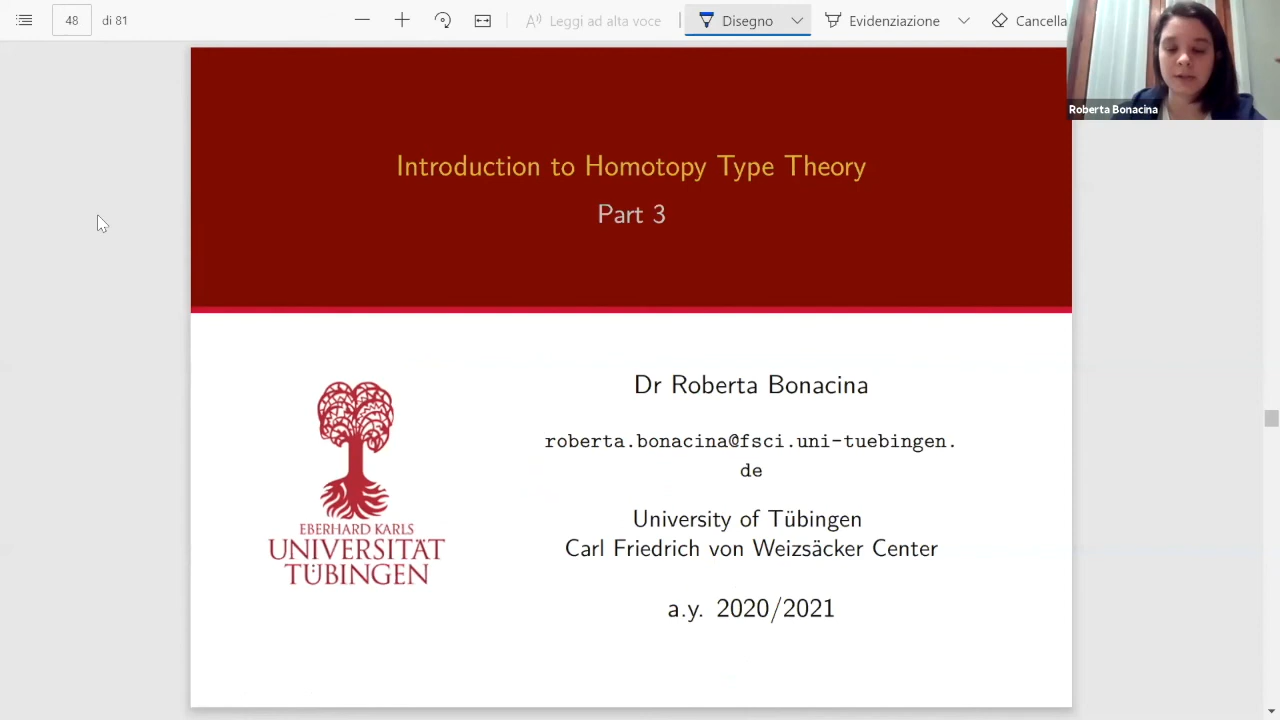 48 di 81 Leggi ad alta voce Disegno Evidenziazione Cancella
Roberta Bonacina
Introduction to Homotopy Type Theory
Part 3
Dr Roberta Bonacina
roberta.bonacina@fsci.uni-tuebingen.
de
University of Tübingen
Carl Friedrich von Weizsäcker Center
a.y. 2020/2021
EBERHARD KARLS
UNIVERSITÄT
TÜBINGEN